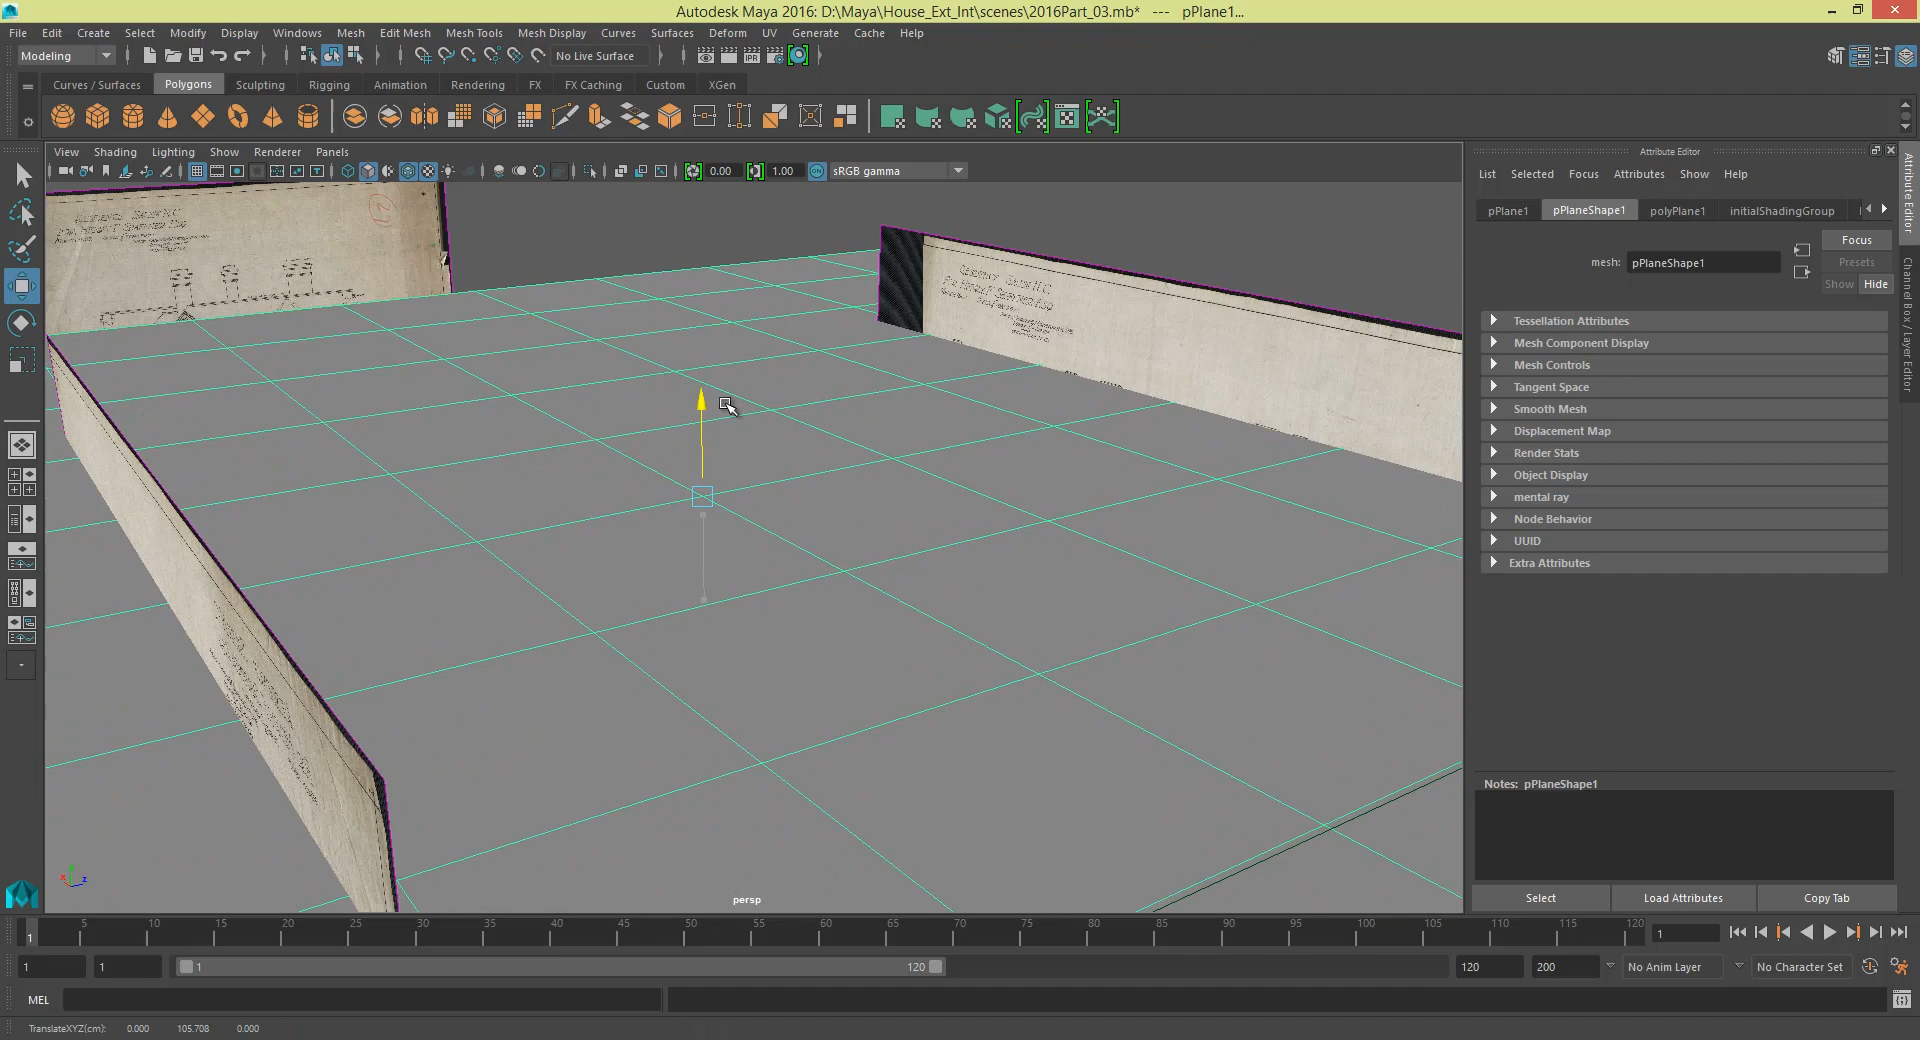 Autodesk Maya 2016: D:\Maya\House_Ext_Int\scenes\2016Part_03.mb* --- pPlane1...
File Edit Create Select Modify Display Windows Mesh Edit Mesh Mesh Tools Mesh Display Curves Surfaces Deform UV Generate Cache Help
Modeling No Live Surface
Curves / Surfaces Polygons Sculpting Rigging Animation Rendering FX FX Caching Custom XGen
View Shading Lighting Show Renderer Panels
0.00 1.00 ON sRGB gamma
persp
Attribute Editor
List Selected Focus Attributes Show Help
pPlane1 pPlaneShape1 polyPlane1 initialShadingGroup
Focus
mesh: pPlaneShape1 Presets
Show Hide
Tessellation Attributes
Mesh Component Display
Mesh Controls
Tangent Space
Smooth Mesh
Displacement Map
Render Stats
Object Display
mental ray
Node Behavior
UUID
Extra Attributes
Notes: pPlaneShape1
Select Load Attributes Copy Tab
Attribute Editor
Channel Box / Layer Editor
1 5 10 15 20 25 30 35 40 45 50 55 60 65 70 75 80 85 90 95 100 105 110 115 120 1
1 1 1 120 120 200 No Anim Layer No Character Set
MEL
TranslateXYZ(cm): 0.000 105.708 0.000